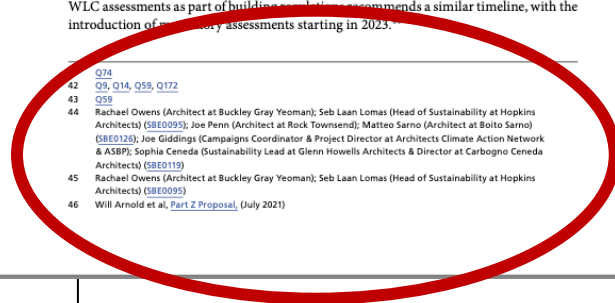 WLC assessments as part of building regulations recommends a similar timeline, with the
introduction of mandatory assessments starting in 2023.
Q74
42 Q9, Q14, Q59, Q172
43 Q59
44 Rachael Owens (Architect at Buckley Gray Yeoman); Seb Laan Lomas (Head of Sustainability at Hopkins
Architects) (SBE0095); Joe Penn (Architect at Rock Townsend); Matteo Sarno (Architect at Boito Sarno)
(SBE0126); Joe Giddings (Campaigns Coordinator & Project Director at Architects Climate Action Network
& ASBP); Sophia Ceneda (Sustainability Lead at Glenn Howells Architects & Director at Carbogno Ceneda
Architects) (SBE0119)
45 Rachael Owens (Architect at Buckley Gray Yeoman); Seb Laan Lomas (Head of Sustainability at Hopkins
Architects) (SBE0095)
46 Will Arnold et al, Part Z Proposal, (July 2021)